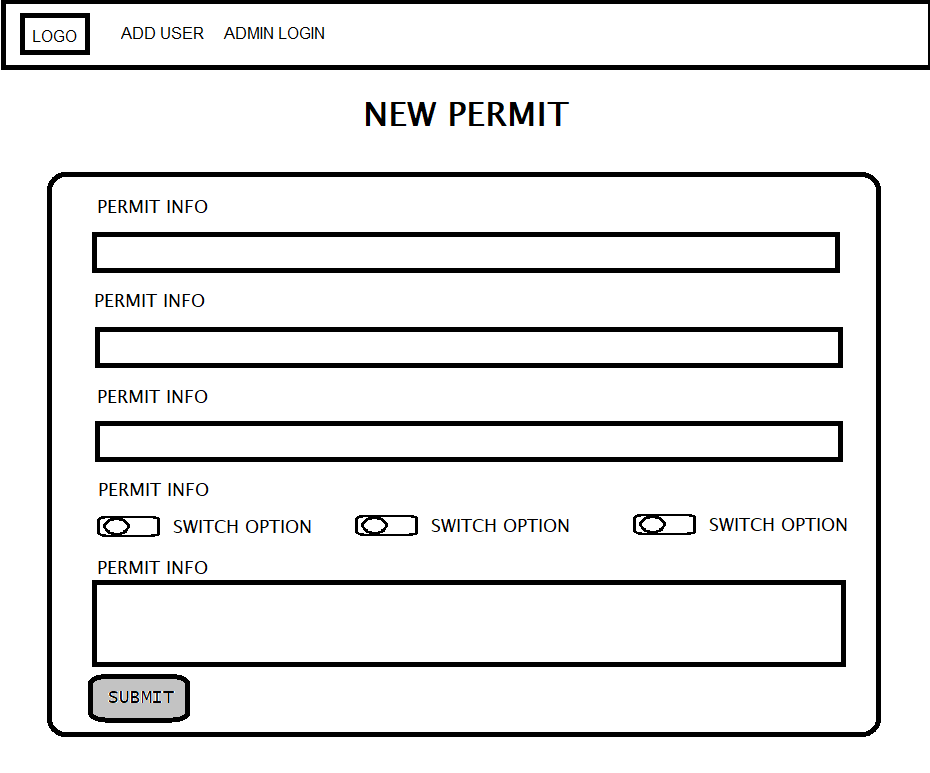 LOGO ADD USER ADMIN LOGIN
NEW PERMIT
PERMIT INFO
PERMIT INFO
PERMIT INFO
PERMIT INFO
SWITCH OPTION SWITCH OPTION SWITCH OPTION
PERMIT INFO
SUBMIT